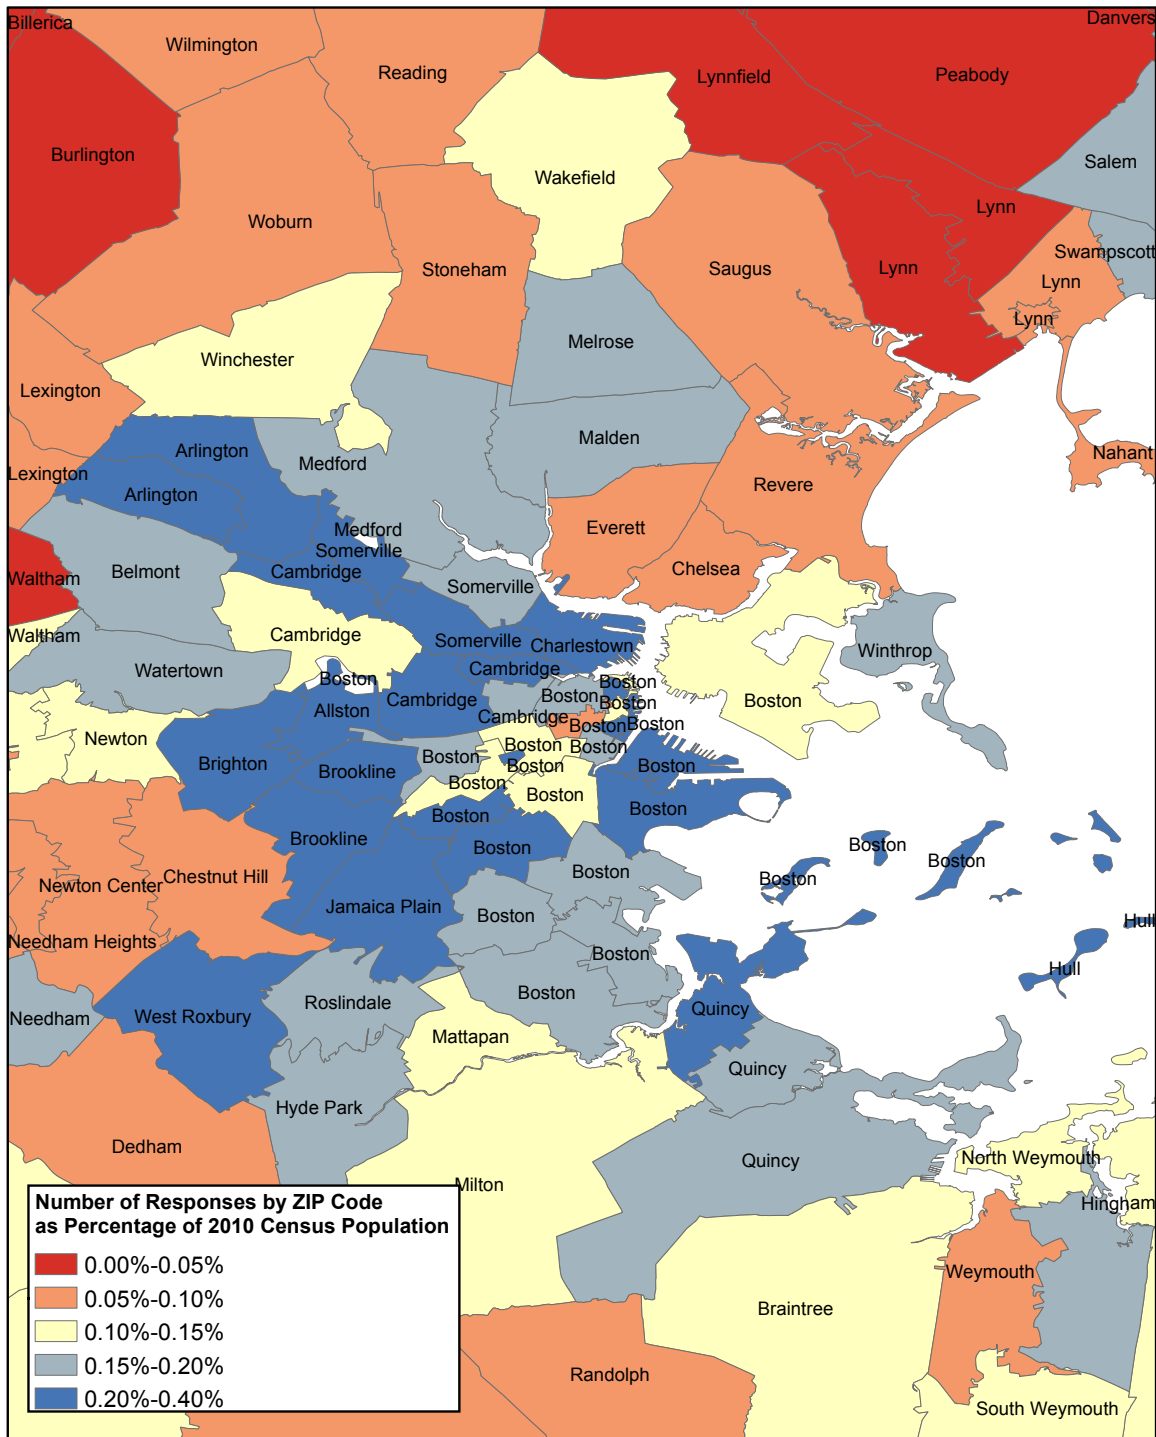 Billerica
Danvers
Wilmington
Reading
Lynnfield
Peabody
Burlington
Salem
Wakefield
Lynn
Woburn
Swampscott
Stoneham
Saugus
Lynn
Lynn
Lynn
Melrose
Winchester
Lexington
Malden
Arlington
Medford
Nahant
Lexington
Revere
Arlington
Everett
Medford
Somerville
Chelsea
Belmont
Cambridge
Waltham
Somerville
Waltham
Cambridge
Somerville
Charlestown
Winthrop
Watertown
Cambridge
Boston
Boston
Boston
Cambridge
Boston
Boston
Allston
Cambridge
Boston
Boston
Newton
Boston
Boston
Boston
Brighton
Brookline
Boston
Boston
Boston
Boston
Boston
Boston
Boston
Brookline
Boston
Boston
Boston
Boston
Chestnut Hill
Newton Center
Boston
Jamaica Plain
Boston
Hull
Needham Heights
Boston
Hull
Boston
Roslindale
Needham
West Roxbury
Quincy
Mattapan
Quincy
Hyde Park
Dedham
Quincy
North Weymouth
Milton
Hingham
Weymouth
Braintree
Randolph
South Weymouth
Number of Responses by ZIP Code
as Percentage of 2010 Census Population
0.00%-0.05%
0.05%-0.10%
0.10%-0.15%
0.15%-0.20%
0.20%-0.40%